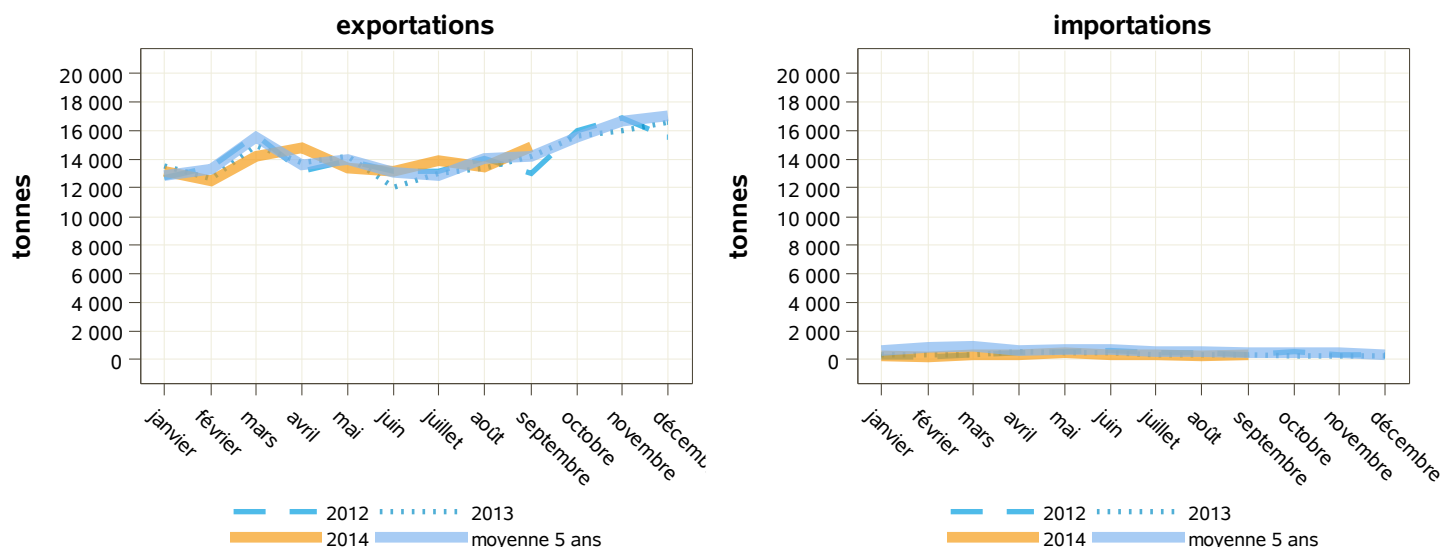 exportations
tonnes
20 000
18 000
16 000
14 000
12 000
10 000
8 000
6 000
4 000
2 000
0
janvier
février
mars
avril
mai
juin
juillet
août
septembre
octobre
novembre
décemb
2012
2013
2014
moyenne 5 ans
importations
tonnes
20 000
18 000
16 000
14 000
12 000
10 000
8 000
6 000
4 000
2 000
0
janvier
février
mars
avril
mai
juin
juillet
août
septembre
octobre
novembre
décembre
2012
2013
2014
moyenne 5 ans